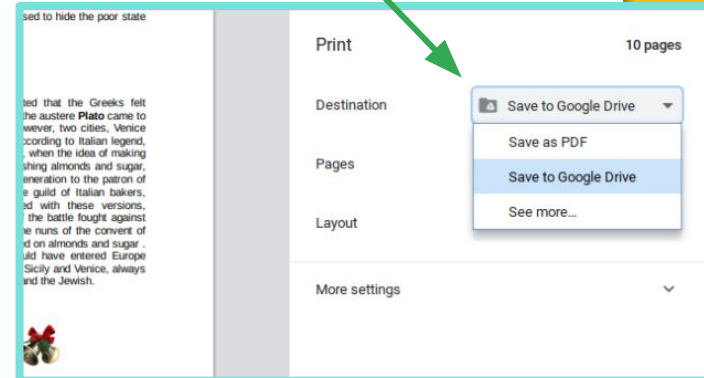 sed to hide the poor state
ted that the Greeks felt
the austere Plato came to
wever, two cities, Venice
ccording to Italian legend,
, when the idea of making
shing almonds and sugar,
eneration to the patron of
e guild of Italian bakers,
ed with these versions,
the battle fought against
e nuns of the convent of
d on almonds and sugar .
uld have entered Europe
Sicily and Venice, always
and the Jewish.
Print
10 pages
Destination
Save to Google Drive
Save as PDF
Pages
Save to Google Drive
See more...
Layout
More settings